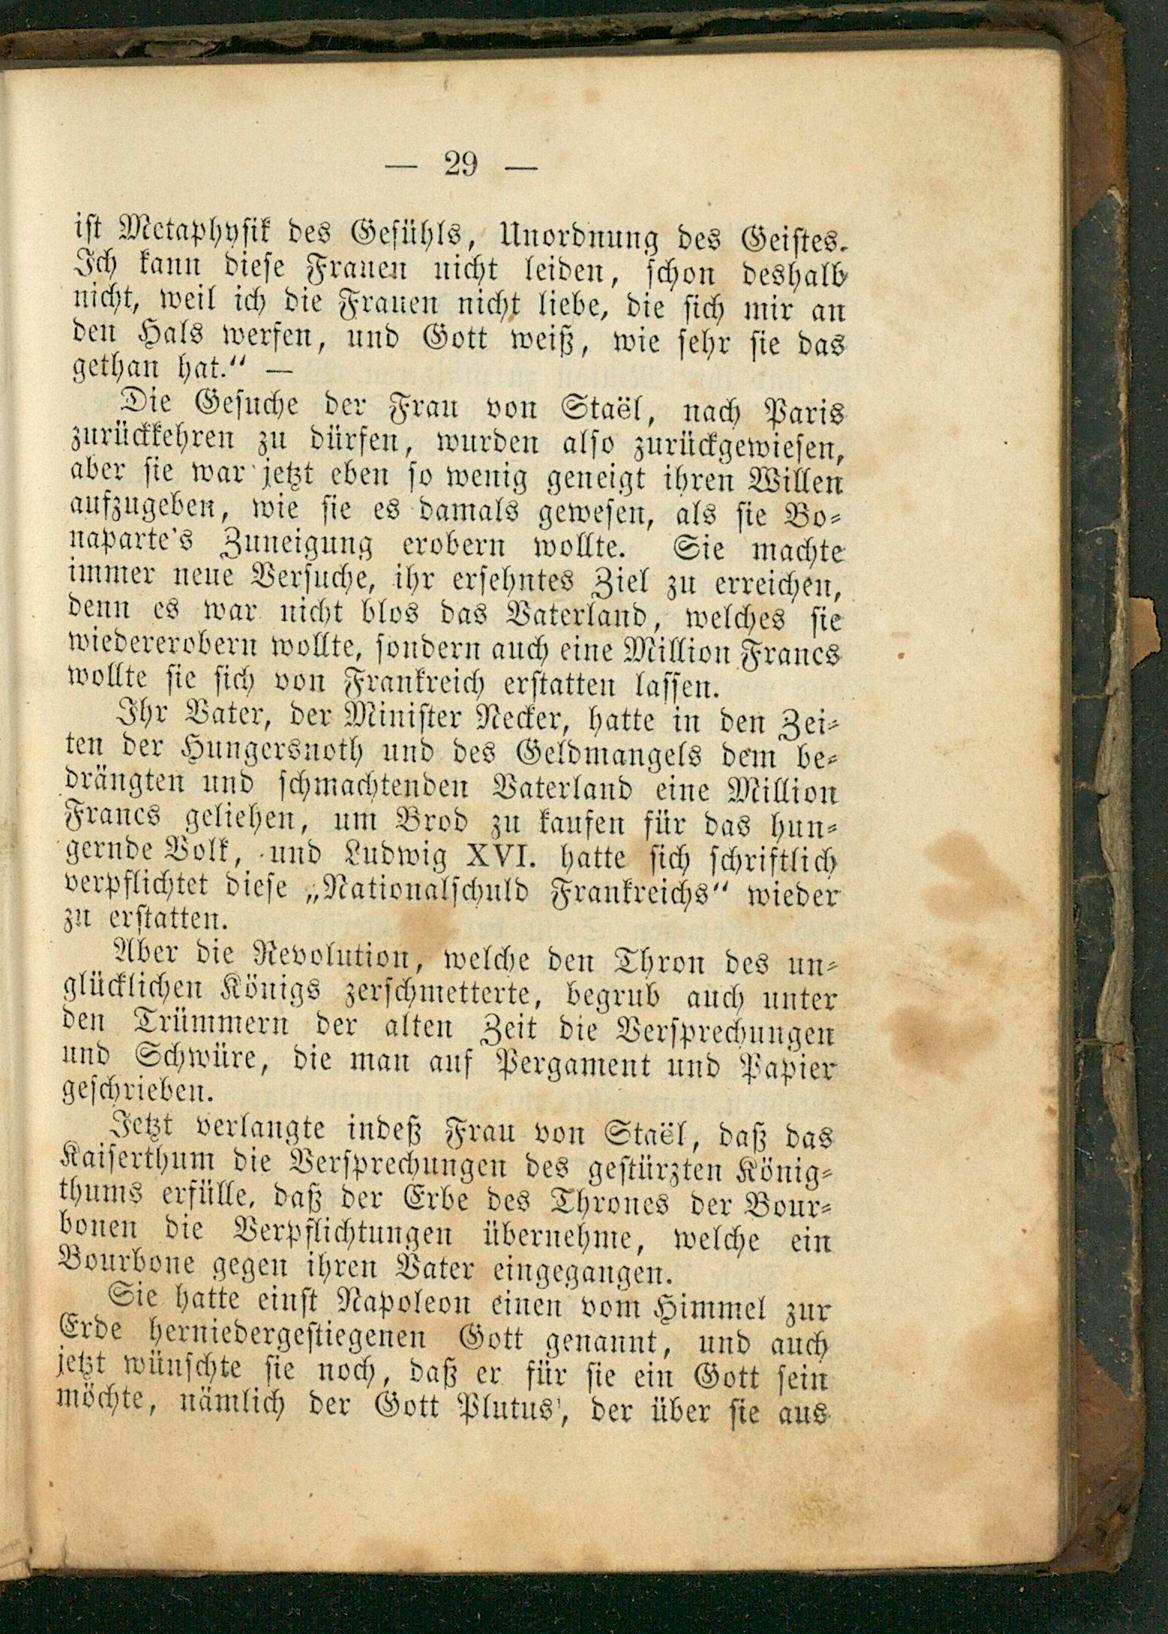 — 29 —
ist Metaphysik des Gefühls, Unordnung des Geistes.
Ich kann diese Frauen nicht leiden, schon deshalb
nicht, weil ich die Frauen nicht liebe, die sich mir an
den Hals werfen, und Gott weiß, wie sehr sie das
gethan hat.“ —
Die Gesuche der Frau von Staël, nach Paris
zurückkehren zu dürfen, wurden also zurückgewiesen,
aber sie war jetzt eben so wenig geneigt ihren Willen
aufzugeben, wie sie es damals gewesen, als sie Bo-
naparte's Zuneigung erobern wollte. Sie machte
immer neue Versuche, ihr ersehntes Ziel zu erreichen,
denn es war nicht blos das Vaterland, welches sie
wiedererobern wollte, sondern auch eine Million Francs
wollte sie sich von Frankreich erstatten lassen.
Ihr Vater, der Minister Necker, hatte in den Zei-
ten der Hungersnoth und des Geldmangels dem be-
drängten und schmachtenden Vaterland eine Million
Francs geliehen, um Brod zu kaufen für das hun-
gernde Volk, und Ludwig XVI. hatte sich schriftlich
verpflichtet diese „Nationalschuld Frankreichs“ wieder
zu erstatten.
Aber die Revolution, welche den Thron des un-
glücklichen Königs zerschmetterte, begrub auch unter
den Trümmern der alten Zeit die Versprechungen
und Schwüre, die man auf Pergament und Papier
geschrieben.
Jetzt verlangte indeß Frau von Staël, daß das
Kaiserthum die Versprechungen des gestürzten König-
thums erfülle, daß der Erbe des Thrones der Bour-
bonen die Verpflichtungen übernehme, welche ein
Bourbone gegen ihren Vater eingegangen.
Sie hatte einst Napoleon einen vom Himmel zur
Erde herniedergestiegenen Gott genannt, und auch
jetzt wünschte sie noch, daß er für sie ein Gott sein
möchte, nämlich der Gott Plutus, der über sie aus